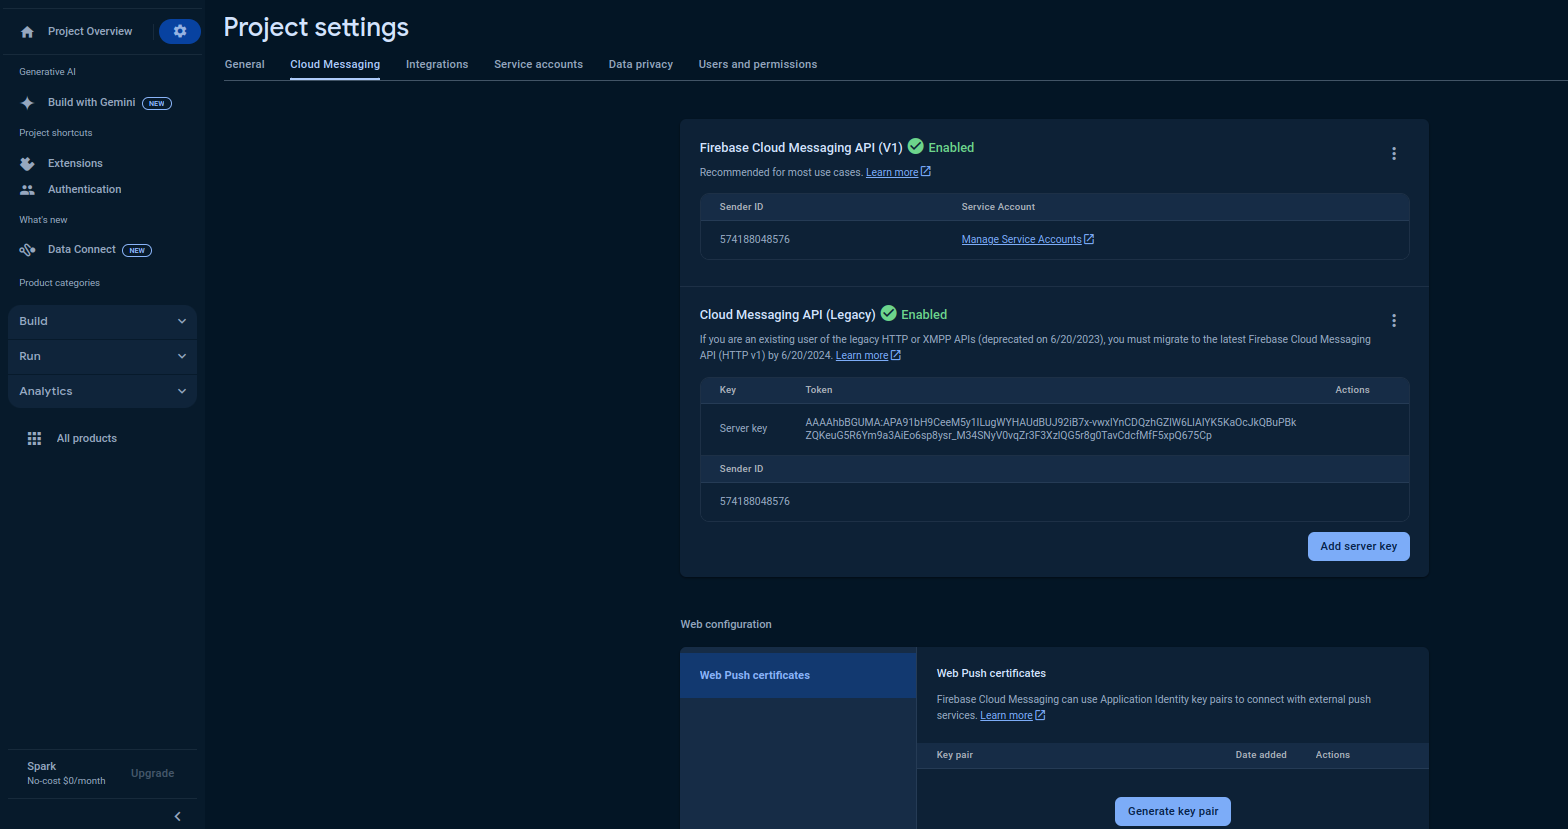 Project Overview
Generative AI
Build with Gemini NEW
Project shortcuts
Extensions
Authentication
What's new
Data Connect NEW
Product categories
Build
Run
Analytics
All products
Spark
No-cost $0/month
Upgrade
Project settings
General Cloud Messaging Integrations Service accounts Data privacy Users and permissions
Firebase Cloud Messaging API (V1) Enabled
Recommended for most use cases. Learn more
Sender ID Service Account
574188048576 Manage Service Accounts
Cloud Messaging API (Legacy) Enabled
If you are an existing user of the legacy HTTP or XMPP APIs (deprecated on 6/20/2023), you must migrate to the latest Firebase Cloud Messaging
API (HTTP v1) by 6/20/2024. Learn more
Key Token Actions
Server key
AAAAhbBGUMA:APA91bH9CeeM5y1ILugWYHAUdBUJ92iB7x-vwxIYnCDQzhGZIW6LIAIYK5KaOcJkQBuPBk
ZQKeuG5R6Ym9a3AiEo6sp8ysr_M34SNyV0vqZr3F3XzIQG5r8g0TavCdcfMfF5xpQ675Cp
Sender ID
574188048576
Add server key
Web configuration
Web Push certificates
Web Push certificates
Firebase Cloud Messaging can use Application Identity key pairs to connect with external push
services. Learn more
Key pair Date added Actions
Generate key pair